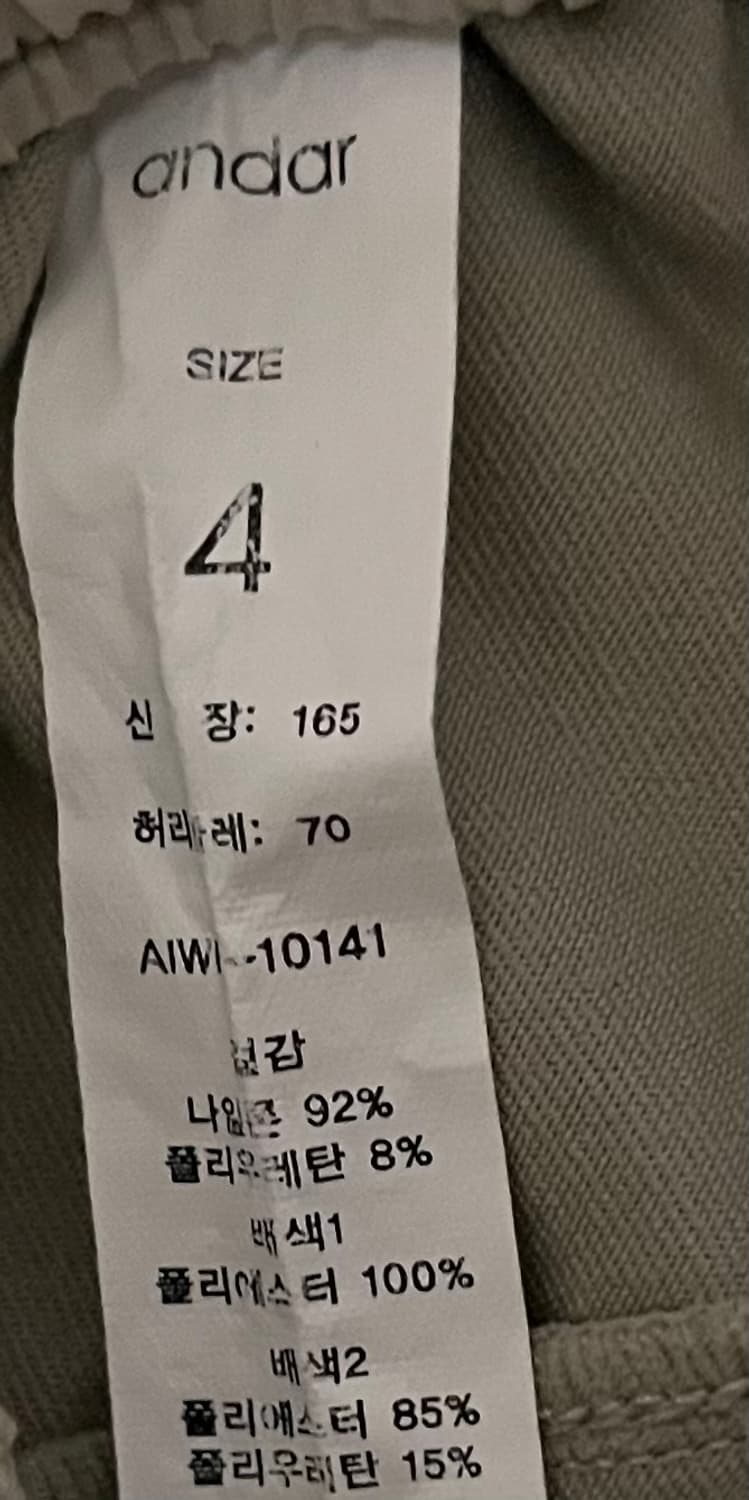 andar
SIZE
4
신 장: 165
허리둘레: 70
-10141
겉감
나일론 92%
폴리우레탄 8%
배색1
폴리에스터 100%
배색2
폴리에스터 85%
폴리우레탄 15%